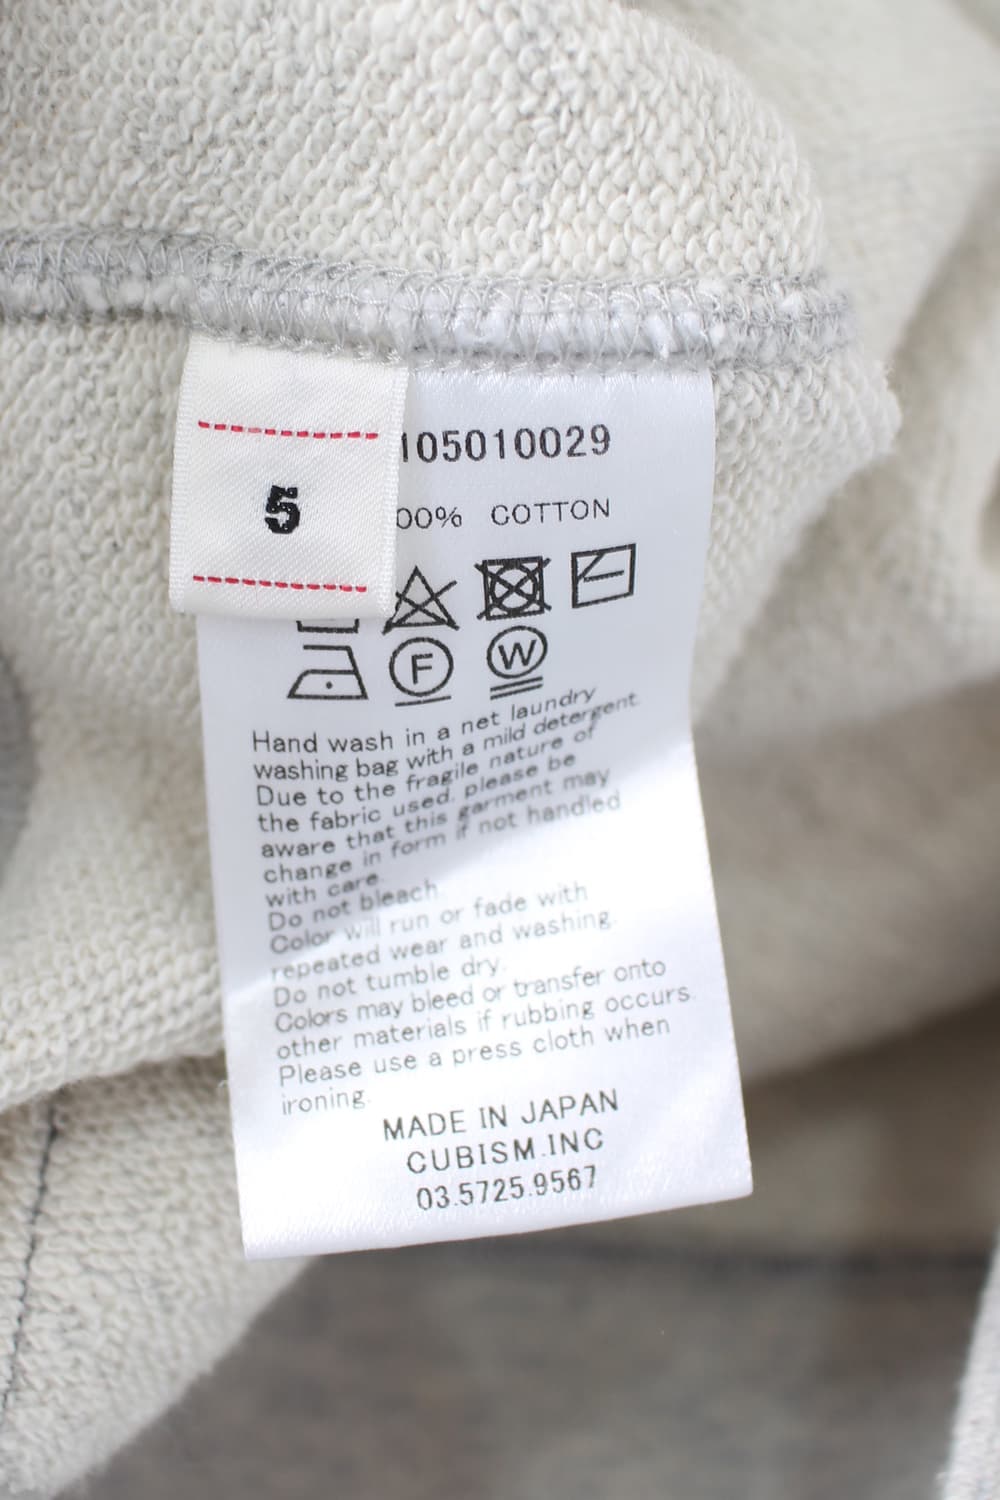 5
105010029
00% COTTON
F W
Hand wash in a net laundry
washing bag with a mild detergent.
Due to the fragile nature of
the fabric used, please be
aware that this garment may
change in form if not handled
with care.
Do not bleach.
Color will run or fade with
repeated wear and washing.
Do not tumble dry.
Colors may bleed or transfer onto
other materials if rubbing occurs.
Please use a press cloth when
ironing.
MADE IN JAPAN
CUBISM.INC
03.5725.9567